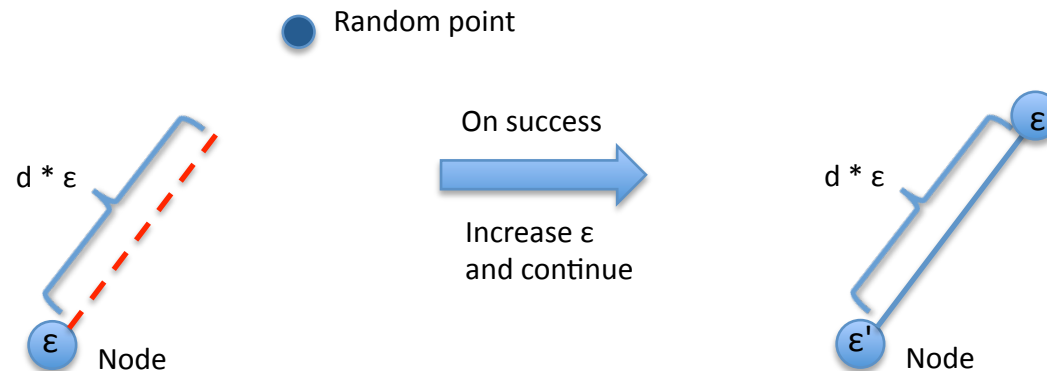 Random point
On success
d * ε
d * ε
Increase ε
and continue
ε
ε
ε'
Node
Node